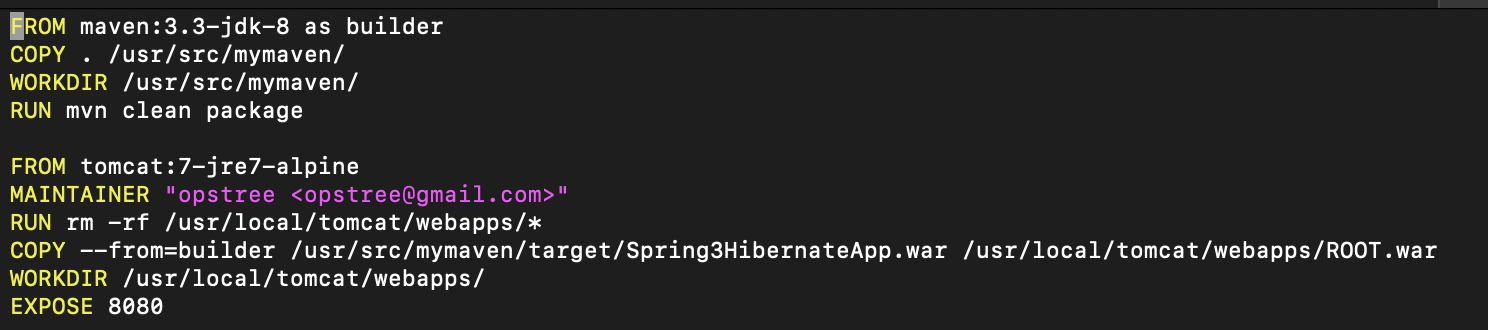 FROM maven:3.3-jdk-8 as builder
COPY . /usr/src/mymaven/
WORKDIR /usr/src/mymaven/
RUN mvn clean package
FROM tomcat:7-jre7-alpine
MAINTAINER "opstree <opstree@gmail.com>"
RUN rm -rf /usr/local/tomcat/webapps/*
COPY --from=builder /usr/src/mymaven/target/Spring3HibernateApp.war /usr/local/tomcat/webapps/ROOT.war
WORKDIR /usr/local/tomcat/webapps/
EXPOSE 8080